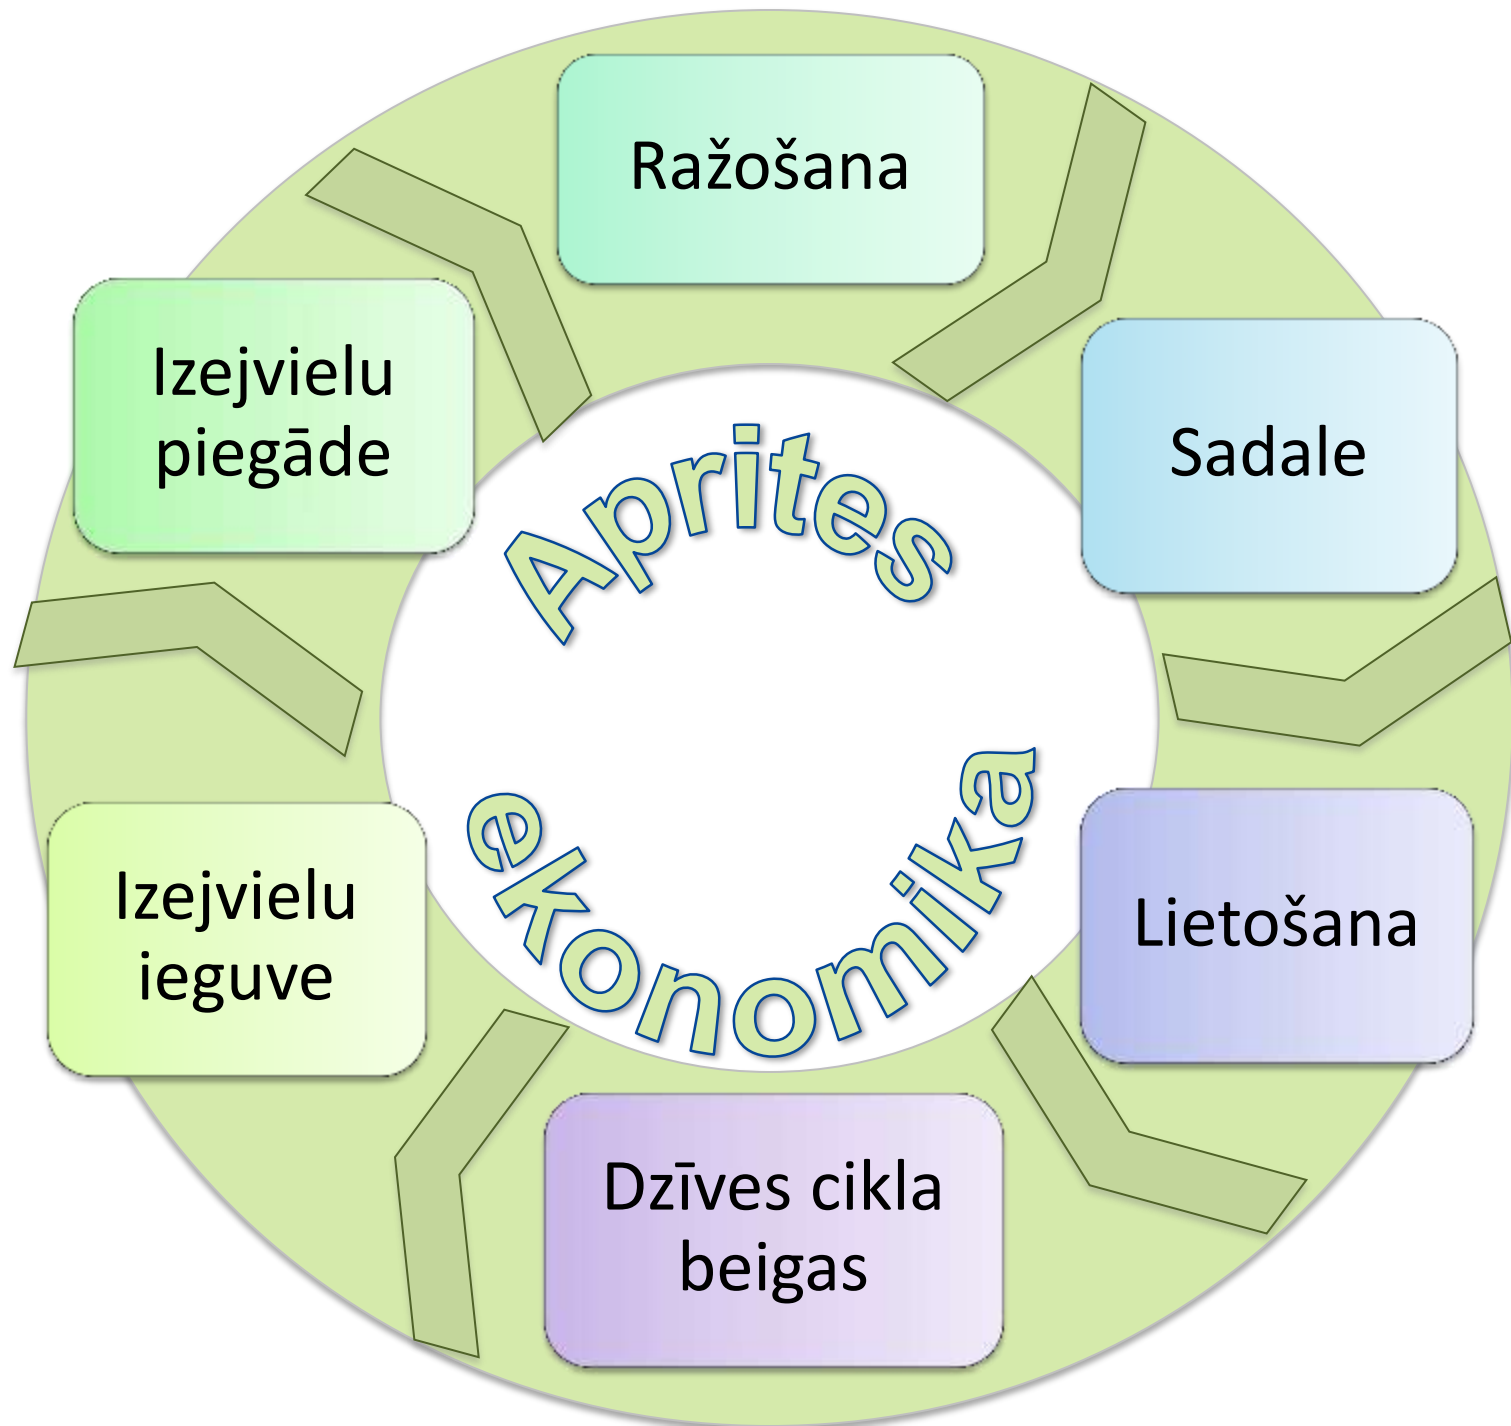 Ražošana
Izejvielu
piegāde
Sadale
Aprites
ekonomika
Izejvielu
ieguve
Lietošana
Dzīves cikla
beigas